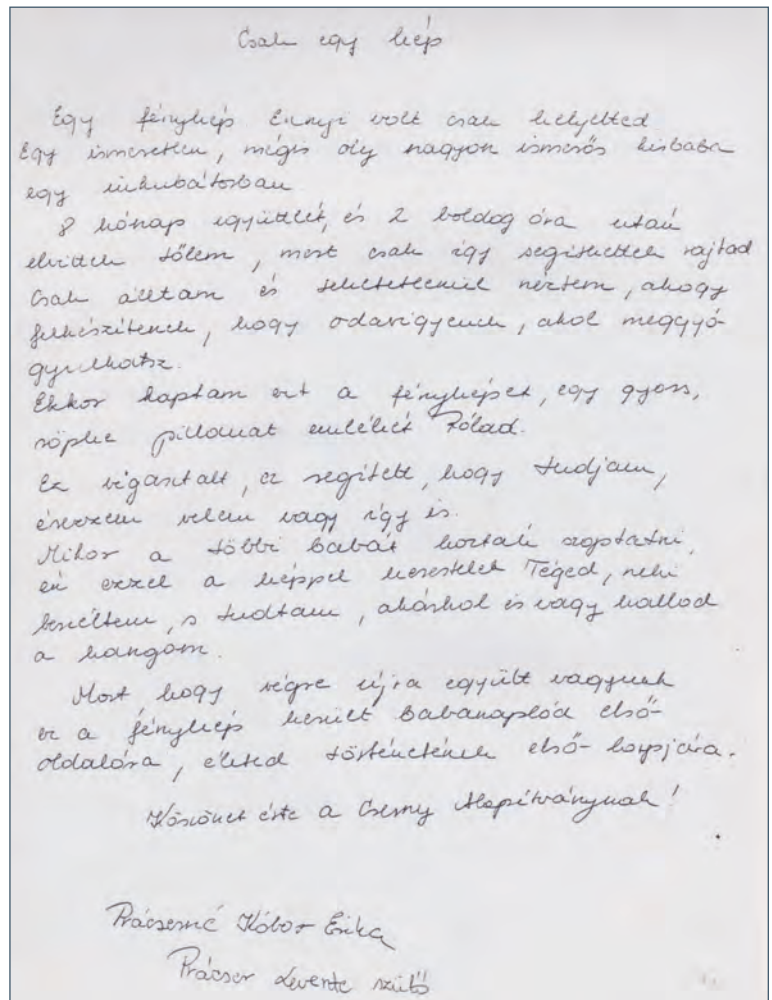 Csak egy kép
Egy fénykép Ennyi volt csak helyetted
Egy ismeretlen, mégis oly nagyon ismerős kisbaba
egy inkubátorban
8 hónap együttlét, és 2 boldog óra után
elvittek tőlem, mert csak így segíthettek rajtad
Csak álltam és tehetetlenül néztem, ahogy
felkészítenek, hogy odavigyenek, ahol meggyó-
gyulhatsz.
Ekkor kaptam ezt a fényképet, egy gyors,
röpke pillanat emlékét Rólad.
Ez vigasztalt, ez segített, hogy tudjam,
érezzem velem vagy így is.
Mikor a többi babát hozták szoptatni,
én ezzel a képpel kerestelek Téged, neki
beszéltem, s tudtam, akárhol is vagy hallod
a hangom.
Most, hogy végre újra együtt vagyunk
ez a fénykép került Babanaplód első-
oldalára, életed történetének első- lapjára.
Köszönet érte a Cserny Alapítványnak!
Prácserné Kóbor Erika
Prácser Levente szülő